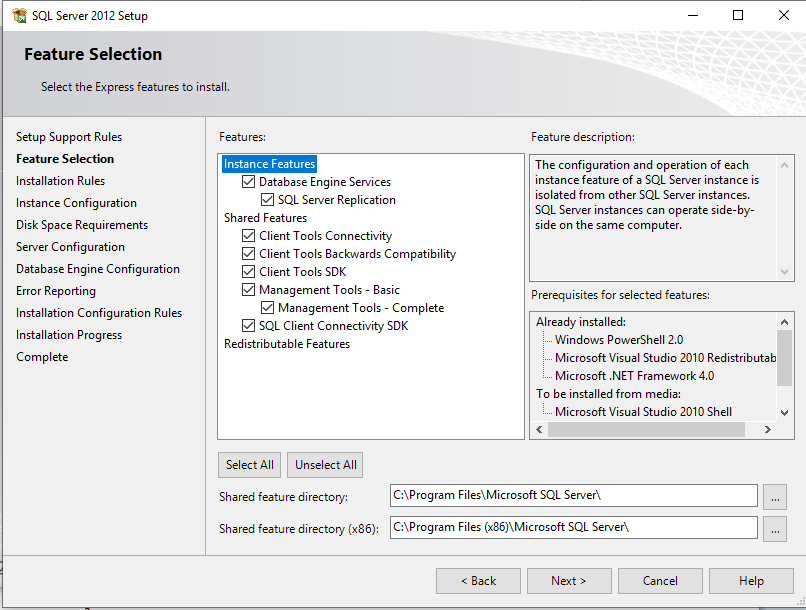 SQL Server 2012 Setup
Feature Selection
Select the Express features to install.
Setup Support Rules
Feature Selection
Installation Rules
Instance Configuration
Disk Space Requirements
Server Configuration
Database Engine Configuration
Error Reporting
Installation Configuration Rules
Installation Progress
Complete
Features:
Instance Features
Database Engine Services
SQL Server Replication
Shared Features
Client Tools Connectivity
Client Tools Backwards Compatibility
Client Tools SDK
Management Tools - Basic
Management Tools - Complete
SQL Client Connectivity SDK
Redistributable Features
Feature description:
The configuration and operation of each
instance feature of a SQL Server instance is
isolated from other SQL Server instances.
SQL Server instances can operate side-by-
side on the same computer.
Prerequisites for selected features:
Already installed:
Windows PowerShell 2.0
Microsoft Visual Studio 2010 Redistributab
Microsoft .NET Framework 4.0
To be installed from media:
Microsoft Visual Studio 2010 Shell
Select All
Unselect All
Shared feature directory:
C:\Program Files\Microsoft SQL Server\
...
Shared feature directory (x86):
C:\Program Files (x86)\Microsoft SQL Server\
...
< Back
Next >
Cancel
Help